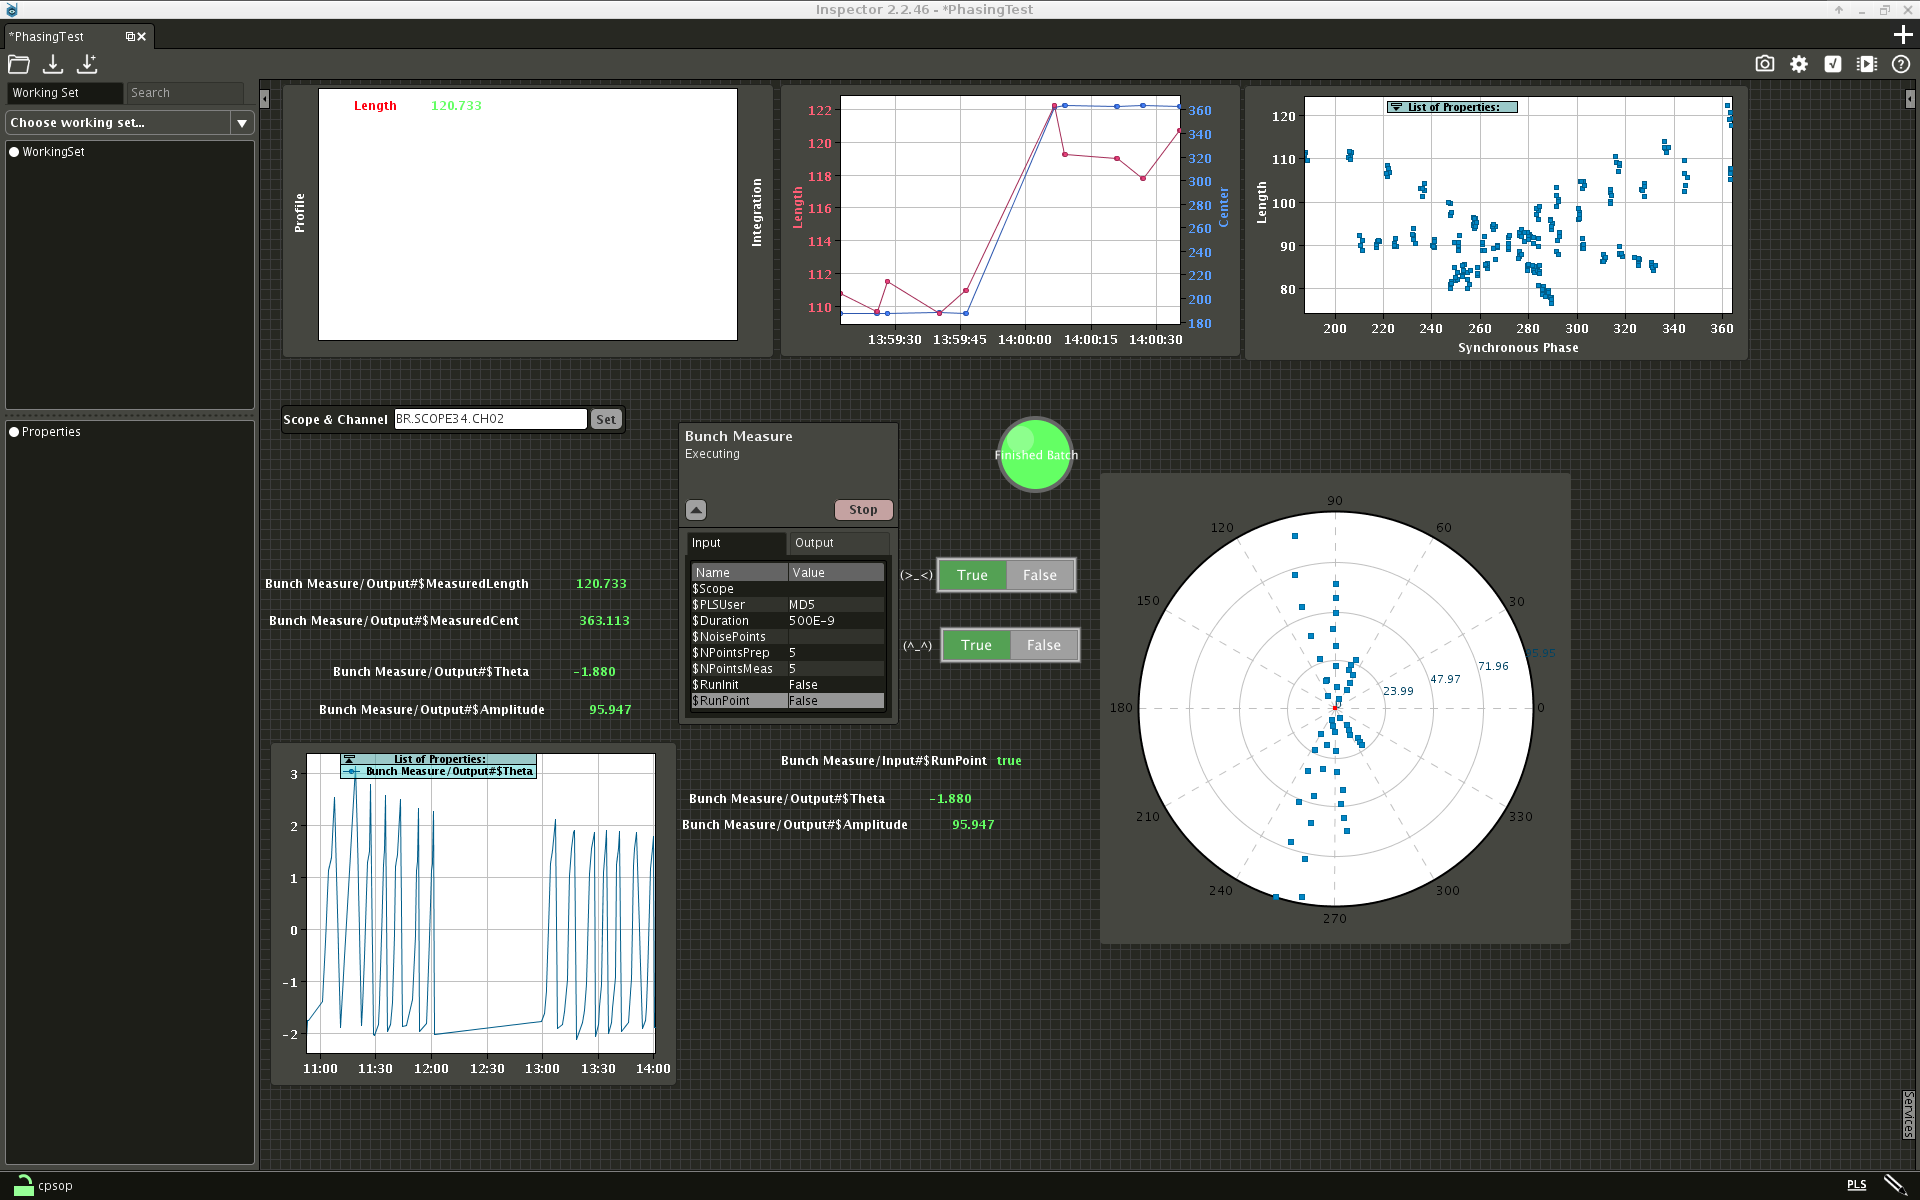 Inspector 2.2.46 - *PhasingTest
*PhasingTest
Working Set
Search
Choose working set...
WorkingSet
Properties
Length 120.733
Profile
Integration
Length
122
120
118
116
114
112
110
360
340
320
300
280
260
240
220
200
180
Center
13:59:30 13:59:45 14:00:00 14:00:15 14:00:30
List of Properties:
Length
120
110
100
90
80
200 220 240 260 280 300 320 340 360
Synchronous Phase
Scope & Channel BR.SCOPE34.CH02 Set
Bunch Measure
Executing
Stop
Input Output
Name Value
$Scope
$PLSUser MD5
$Duration 500E-9
$NoisePoints
$NPointsPrep 5
$NPointsMeas 5
$RunInit False
$RunPoint False
Finished Batch
(>_<) True False
(^_^) True False
Bunch Measure/Output#$MeasuredLength 120.733
Bunch Measure/Output#$MeasuredCent 363.113
Bunch Measure/Output#$Theta -1.880
Bunch Measure/Output#$Amplitude 95.947
List of Properties:
Bunch Measure/Output#$Theta
3
2
1
0
-1
-2
11:00 11:30 12:00 12:30 13:00 13:30 14:00
Bunch Measure/Input#$RunPoint true
Bunch Measure/Output#$Theta -1.880
Bunch Measure/Output#$Amplitude 95.947
90
120 60
150 30
95.95
71.96
47.97
23.99
180 0
210 330
240 300
270
Services
cpsop
PLS